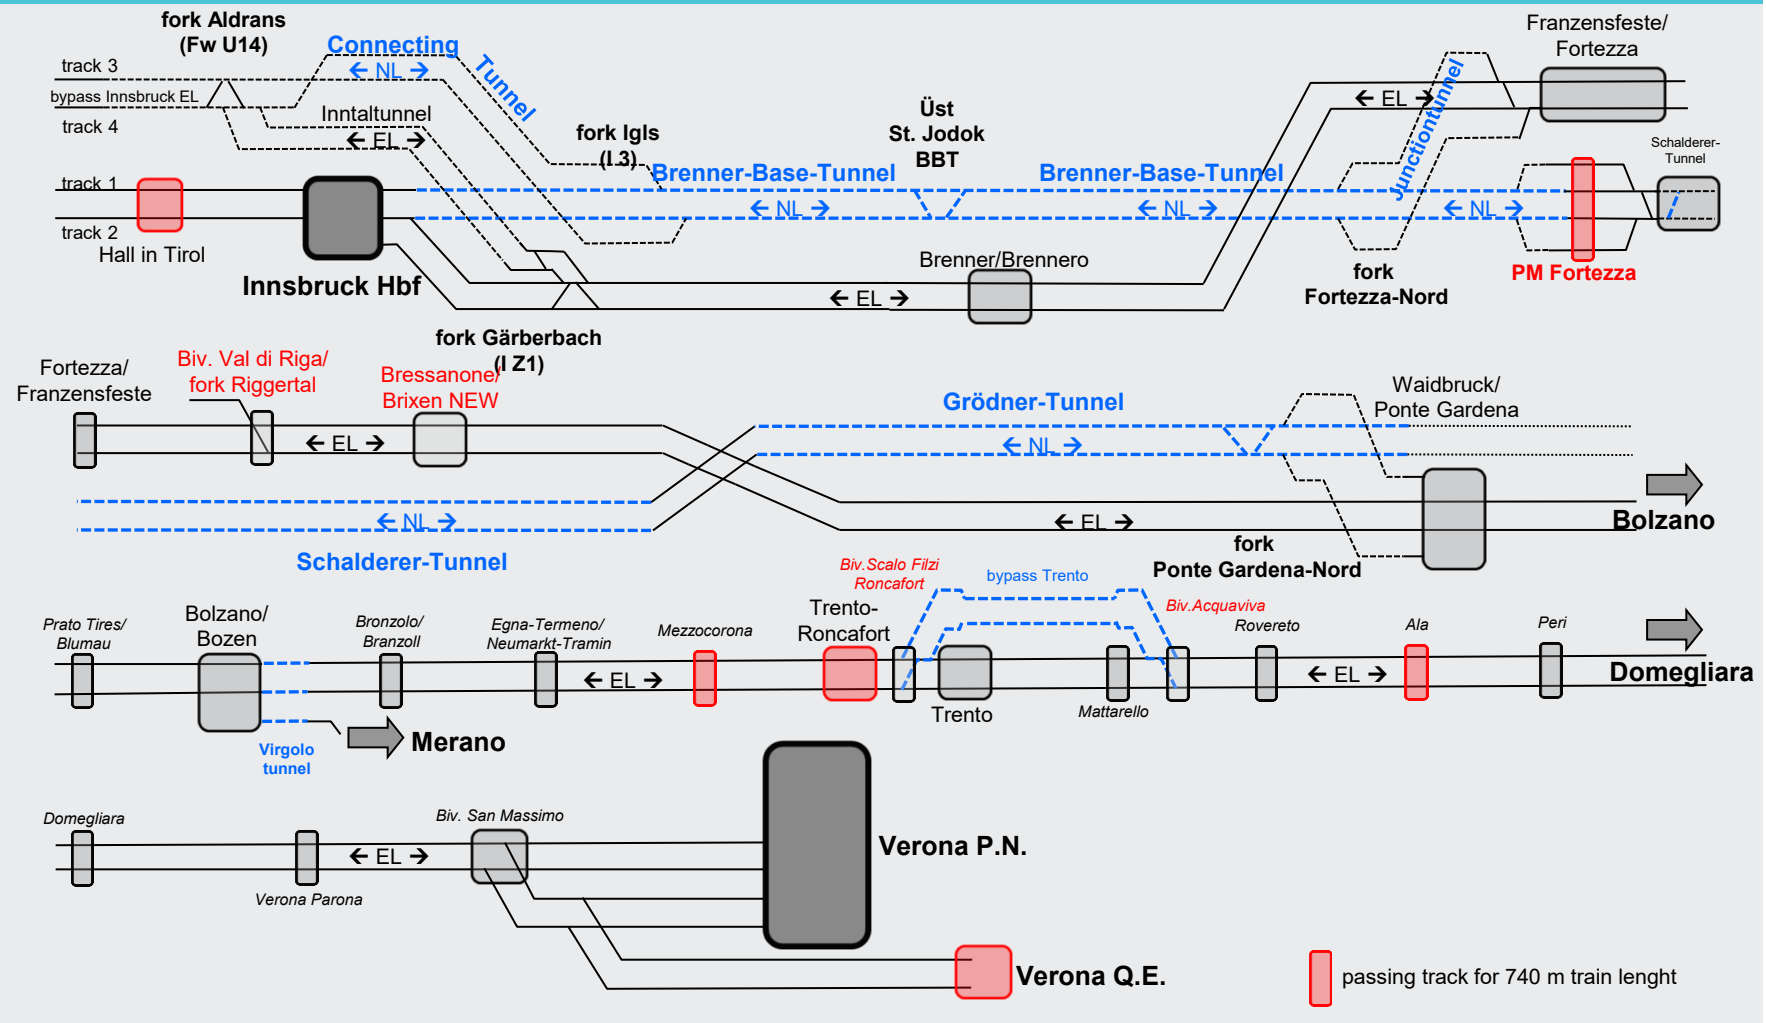 fork Aldrans
(Fw U14)
Connecting
Tunnel
← NL →
track 3
bypass Innsbruck EL
track 4
Inntaltunnel
← EL →
fork Igls
(I 3)
Üst
St. Jodok
BBT
Brenner-Base-Tunnel
Brenner-Base-Tunnel
← NL →
← NL →
← NL →
← EL →
Junctiontunnel
Franzensfeste/
Fortezza
Schalderer-
Tunnel
track 1
track 2
Hall in Tirol
Innsbruck Hbf
Brenner/Brennero
← EL →
fork
Fortezza-Nord
PM Fortezza
fork Gärberbach
(I Z1)
Fortezza/
Franzensfeste
Biv. Val di Riga/
fork Riggertal
Bressanone/
Brixen NEW
← EL →
Grödner-Tunnel
← NL →
Waidbruck/
Ponte Gardena
← NL →
← EL →
Bolzano
Schalderer-Tunnel
fork
Ponte Gardena-Nord
Prato Tires/
Blumau
Bolzano/
Bozen
Bronzolo/
Branzoll
Egna-Termeno/
Neumarkt-Tramin
Mezzocorona
Trento-
Roncafort
Biv.Scalo Filzi
Roncafort
bypass Trento
Biv.Acquaviva
Rovereto
Ala
Peri
← EL →
← EL →
Domegliara
Trento
Mattarello
Virgolo
tunnel
Merano
Domegliara
Verona Parona
← EL →
Biv. San Massimo
Verona P.N.
Verona Q.E.
passing track for 740 m train lenght